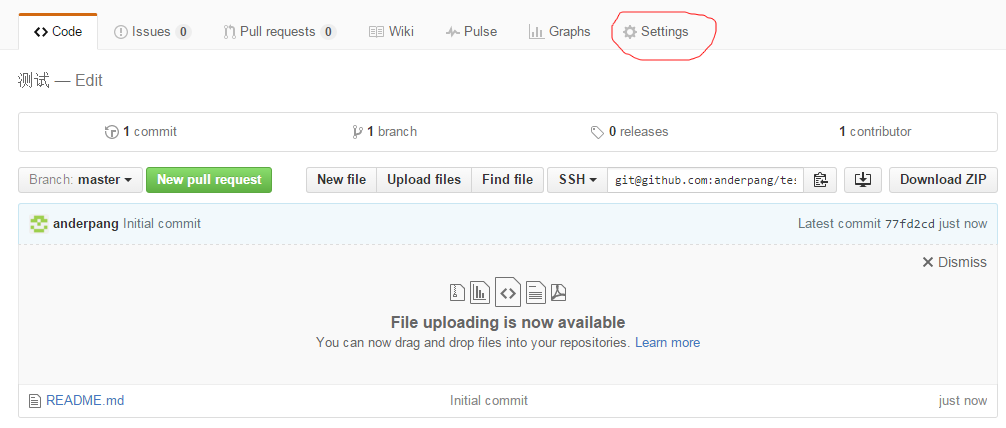 Code Issues 0 Pull requests 0 Wiki Pulse Graphs Settings
测试 — Edit
1 commit 1 branch 0 releases 1 contributor
Branch: master New pull request New file Upload files Find file SSH git@github.com:anderpang/tes Download ZIP
anderpang Initial commit Latest commit 77fd2cd just now
Dismiss
File uploading is now available
You can now drag and drop files into your repositories. Learn more
README.md Initial commit just now